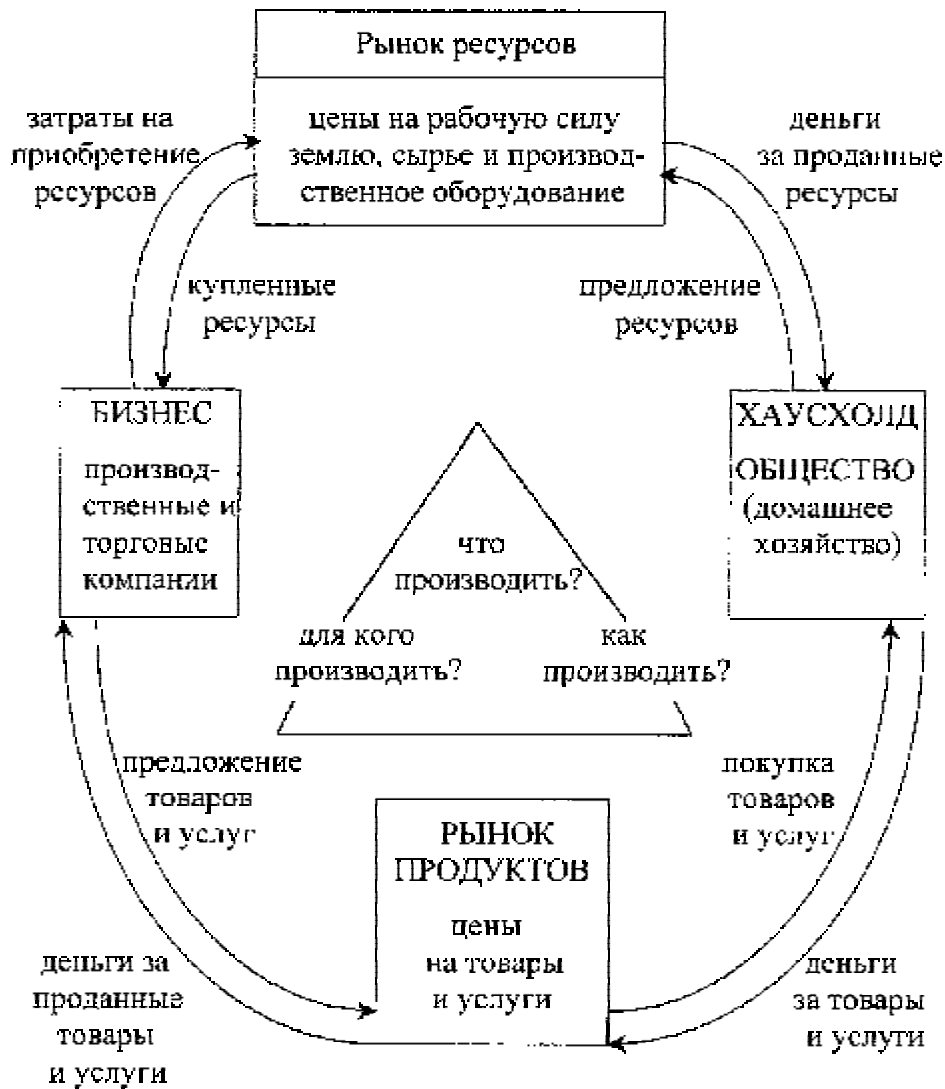 Рынок ресурсов
цены на рабочую силу
землю, сырье и производ-
ственное оборудование
затраты на
приобретение
ресурсов
деньги
за проданные
ресурсы
купленные
ресурсы
предложение
ресурсов
БИЗНЕС
производ-
ственные и
торговые
компании
ХАУСХОЛД
ОБЩЕСТВО
(домашнее
хозяйство)
что
производить?
для кого
производить?
как
производить?
предложение
товаров
и услуг
покупка
товаров
и услуг
РЫНОК
ПРОДУКТОВ
цены
на товары
и услуги
деньги за
проданные
товары
и услуги
деньги
за товары
и услуги